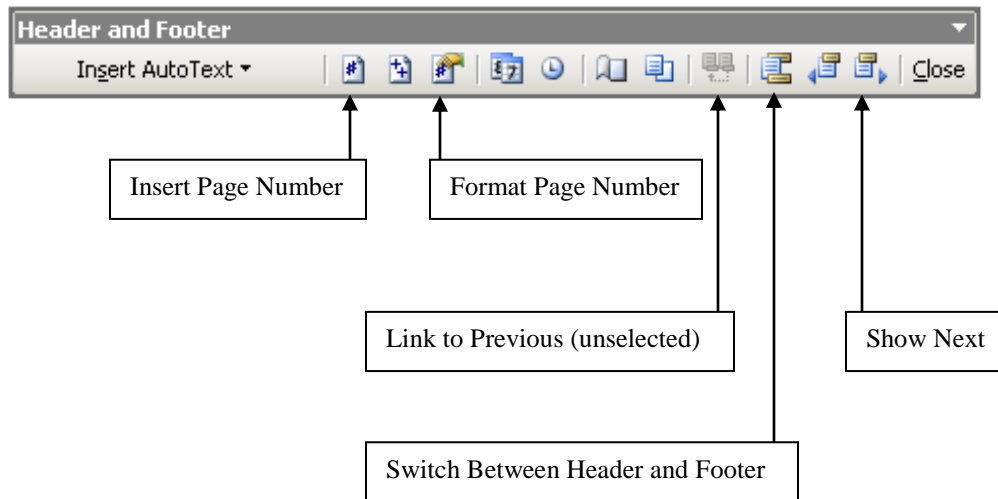 Header and Footer
Insert AutoText
Close
Insert Page Number
Format Page Number
Link to Previous (unselected)
Show Next
Switch Between Header and Footer